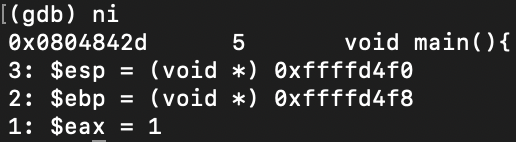 (gdb) ni
0x0804842d	5	void main(){
3: $esp = (void *) 0xffffd4f0
2: $ebp = (void *) 0xffffd4f8
1: $eax = 1